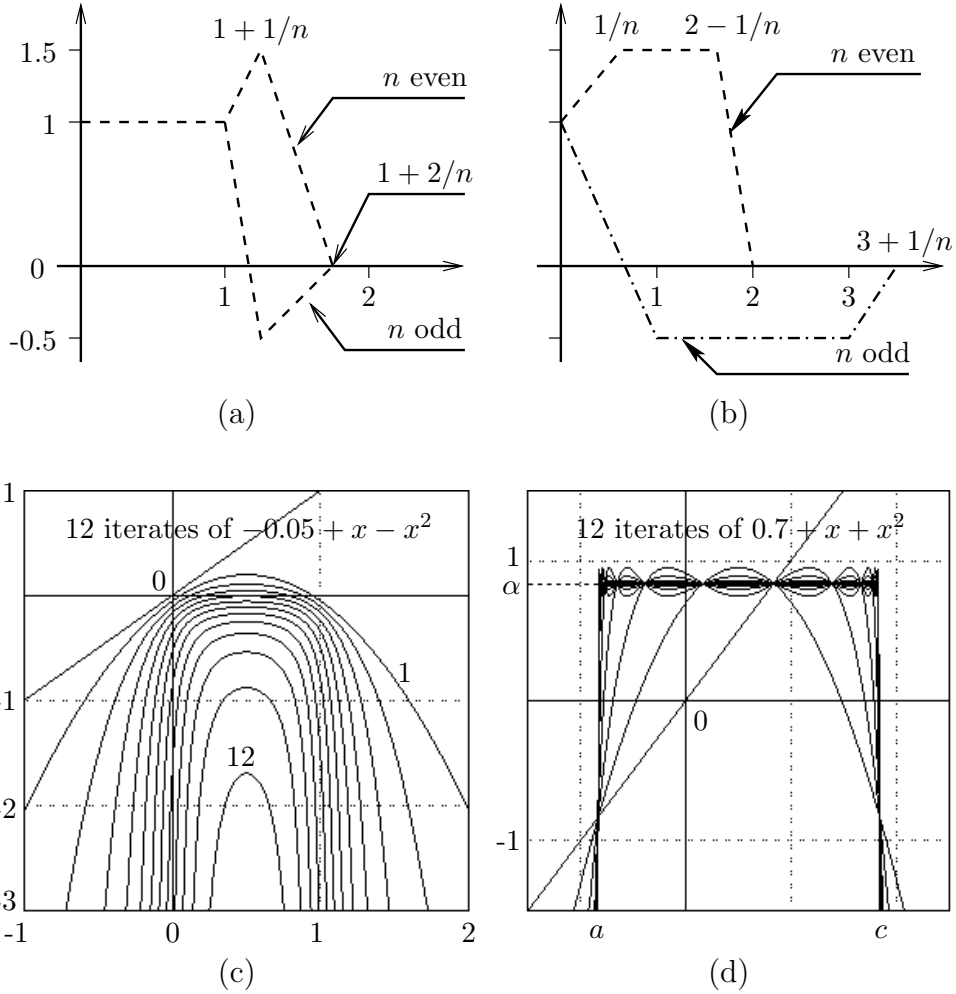 1 + 1/n
1.5
n even
1
1 + 2/n
0
1
2
n odd
-0.5
(a)
1/n
2 − 1/n
n even
3 + 1/n
1
2
3
n odd
(b)
1
12 iterates of −0.05 + x − x²
0
1
-1
12
-2
-3
-1
0
1
2
(c)
12 iterates of 0.7 + x + x²
1
α
0
-1
a
c
(d)